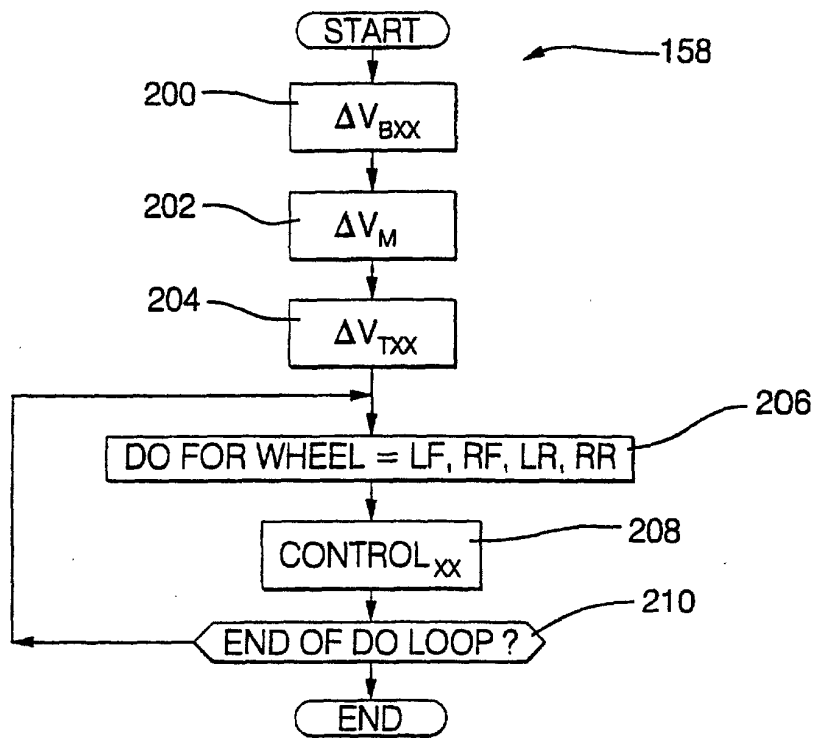 START
158
200
ΔV_BXX
202
ΔV_M
204
ΔV_TXX
206
DO FOR WHEEL = LF, RF, LR, RR
208
CONTROL_XX
210
END OF DO LOOP ?
END